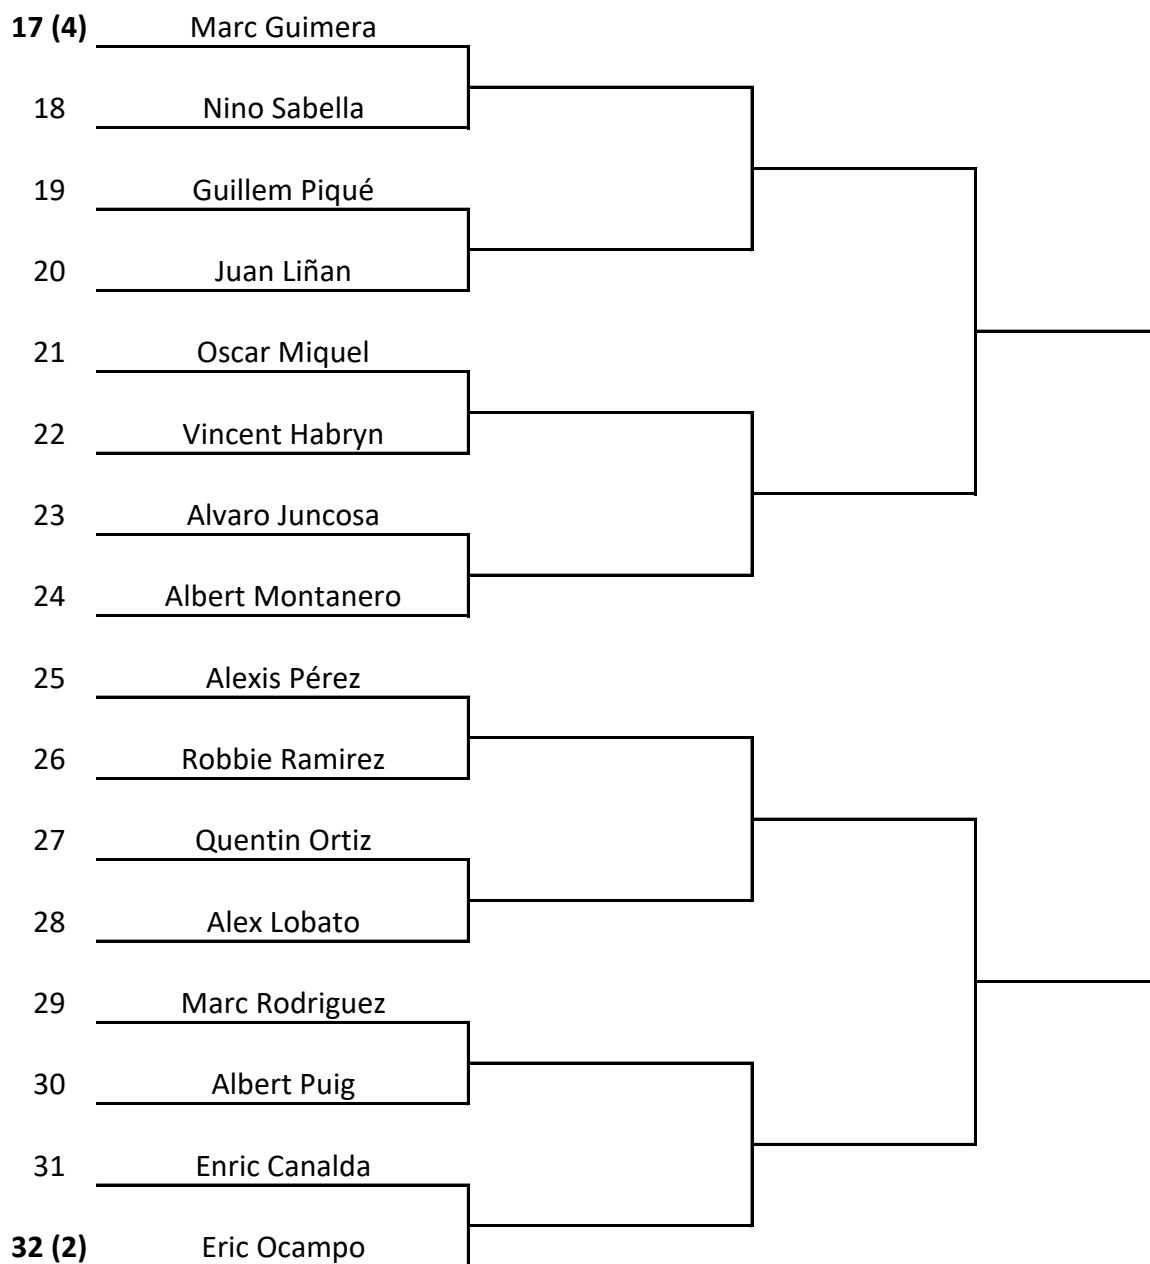 17 (4) Marc Guimera
18 Nino Sabella
19 Guillem Piqué
20 Juan Liñan
21 Oscar Miquel
22 Vincent Habryn
23 Alvaro Juncosa
24 Albert Montanero
25 Alexis Pérez
26 Robbie Ramirez
27 Quentin Ortiz
28 Alex Lobato
29 Marc Rodriguez
30 Albert Puig
31 Enric Canalda
32 (2) Eric Ocampo